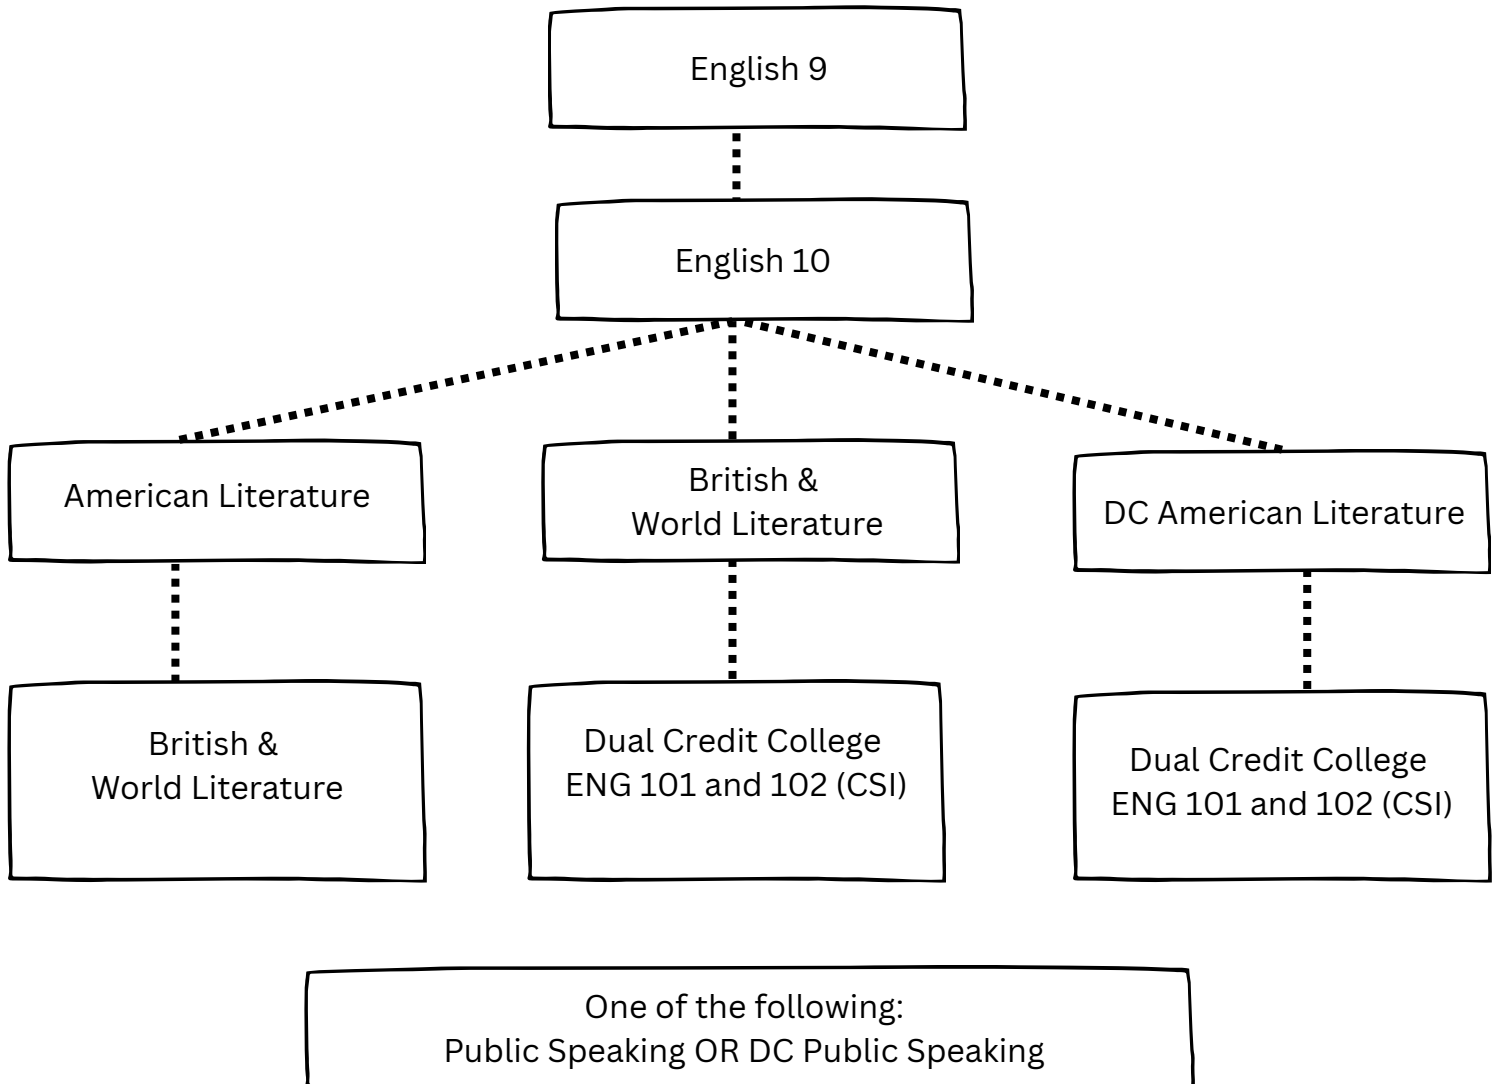 English 9
English 10
American Literature
British &
World Literature
DC American Literature
British &
World Literature
Dual Credit College
ENG 101 and 102 (CSI)
Dual Credit College
ENG 101 and 102 (CSI)
One of the following:
Public Speaking OR DC Public Speaking